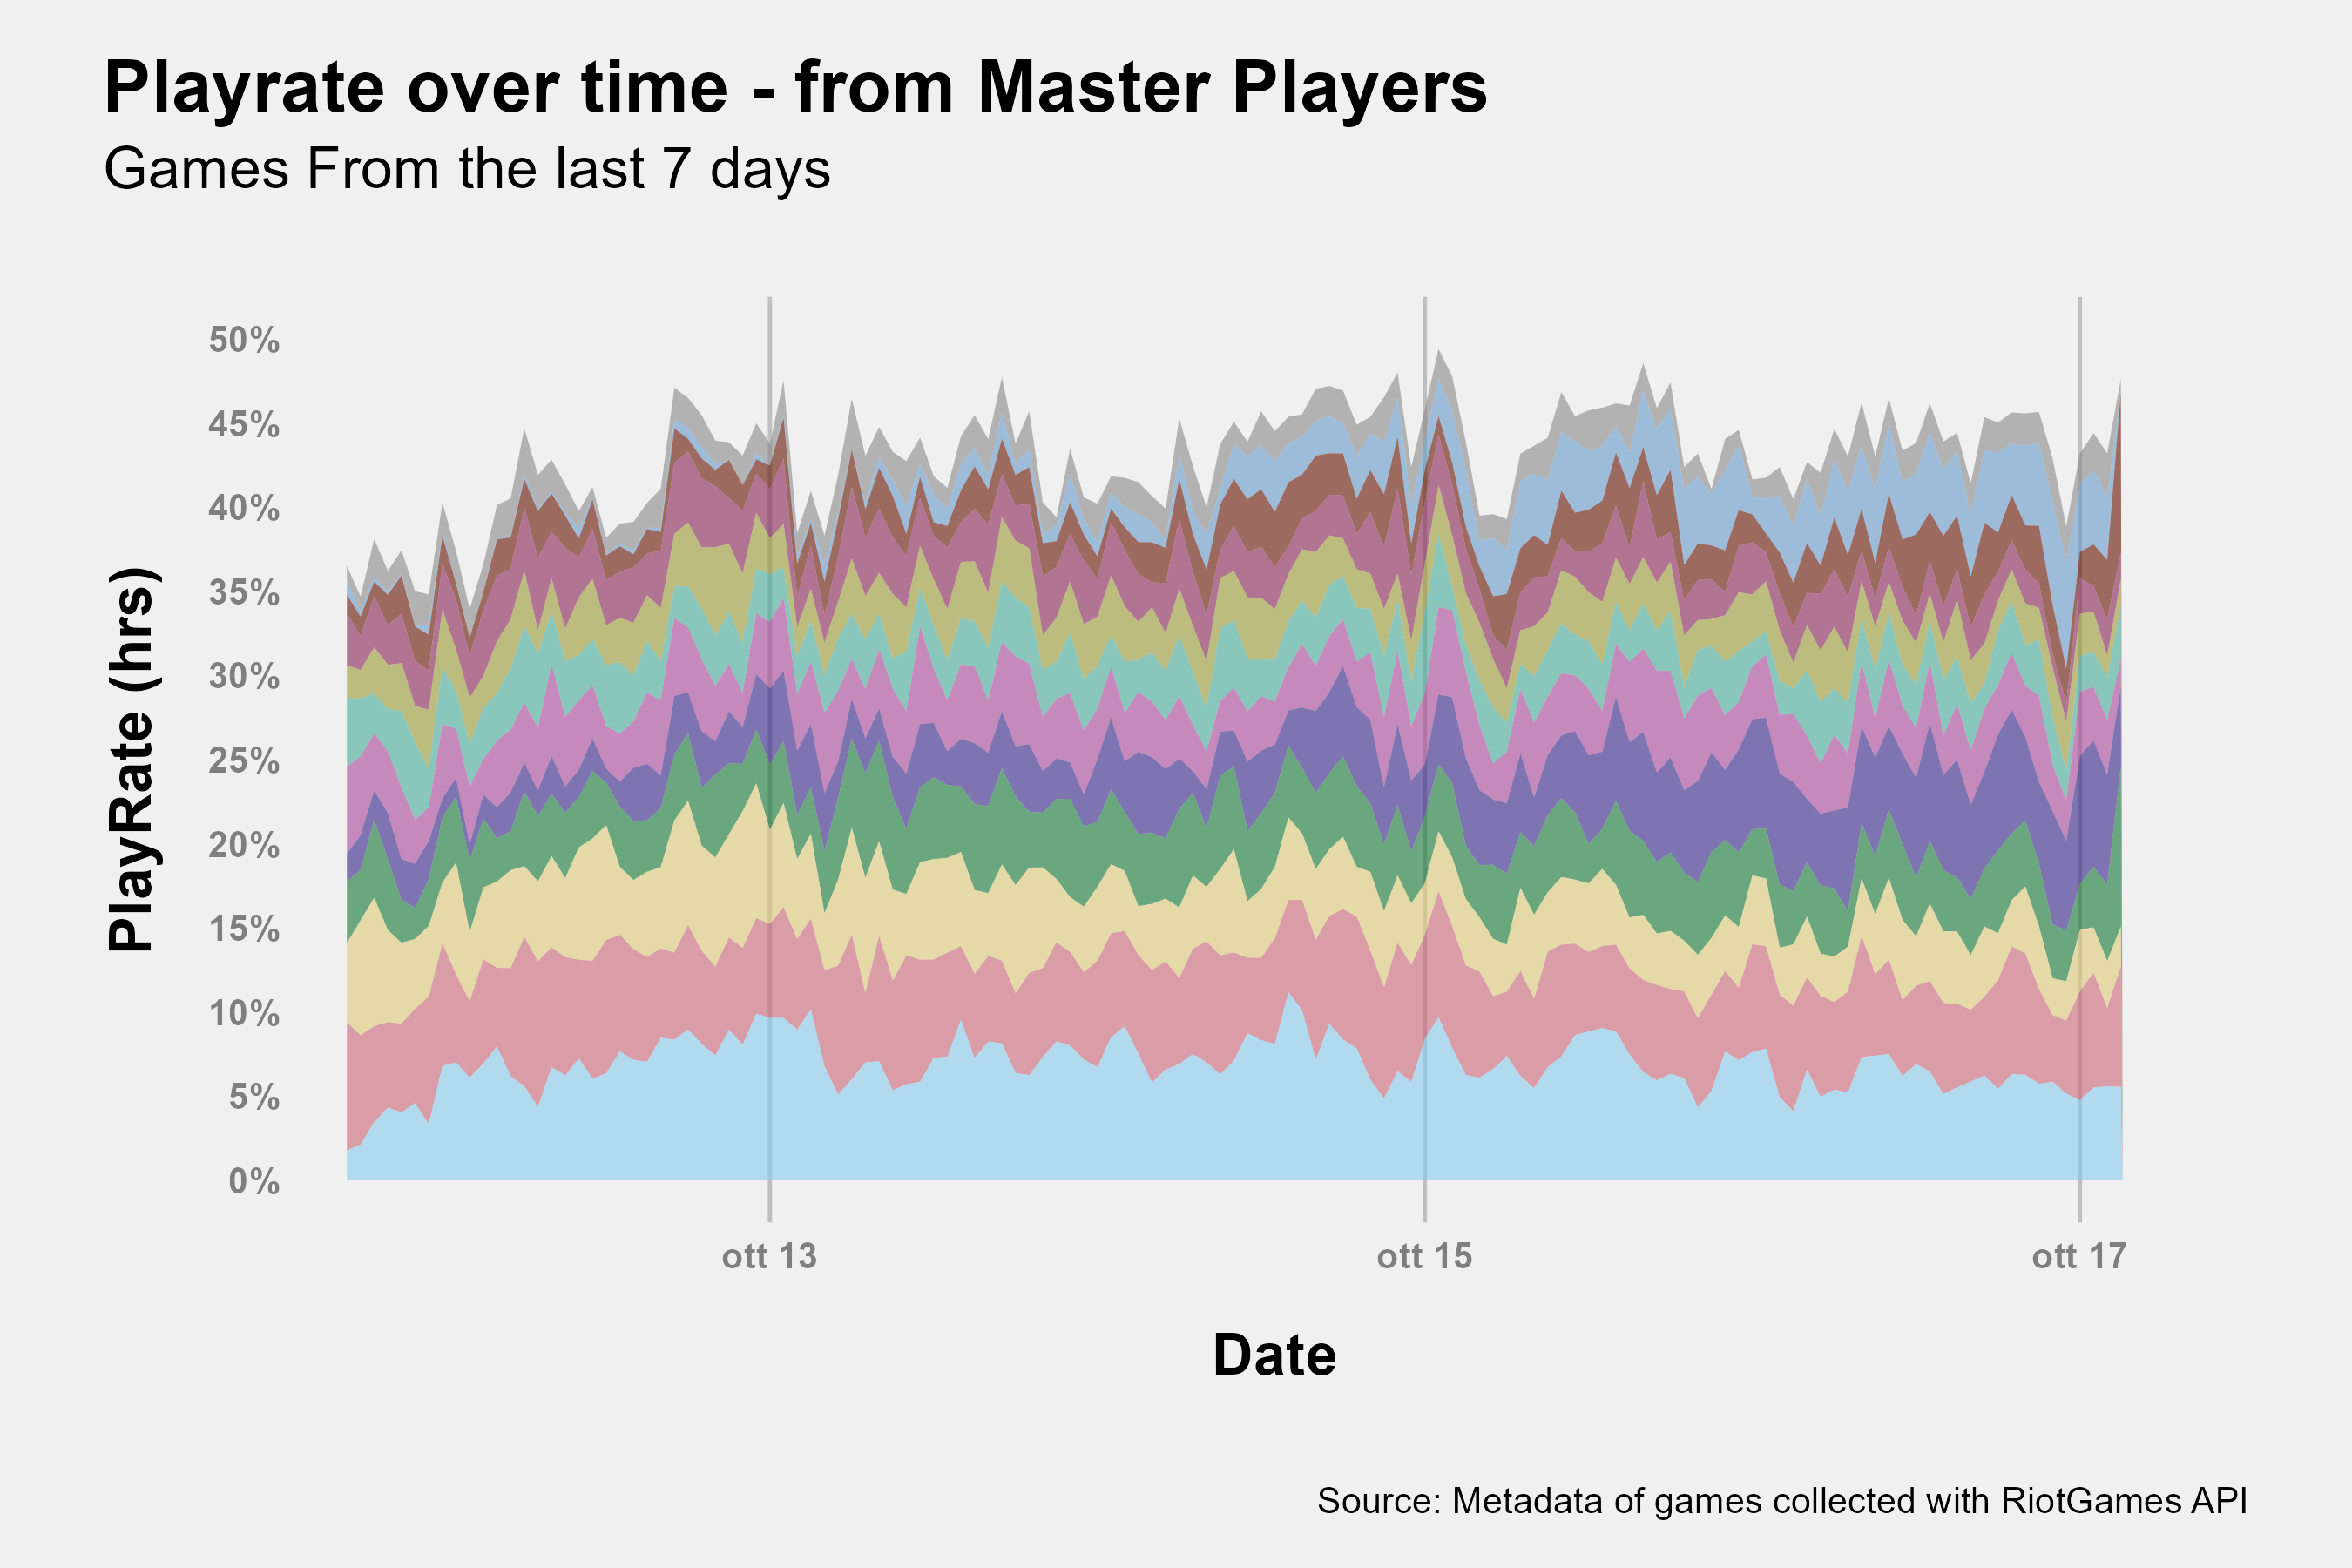 Playrate over time - from Master Players
Games From the last 7 days
PlayRate (hrs)
50%
45%
40%
35%
30%
25%
20%
15%
10%
5%
0%
ott 13
ott 15
ott 17
Date
Source: Metadata of games collected with RiotGames API